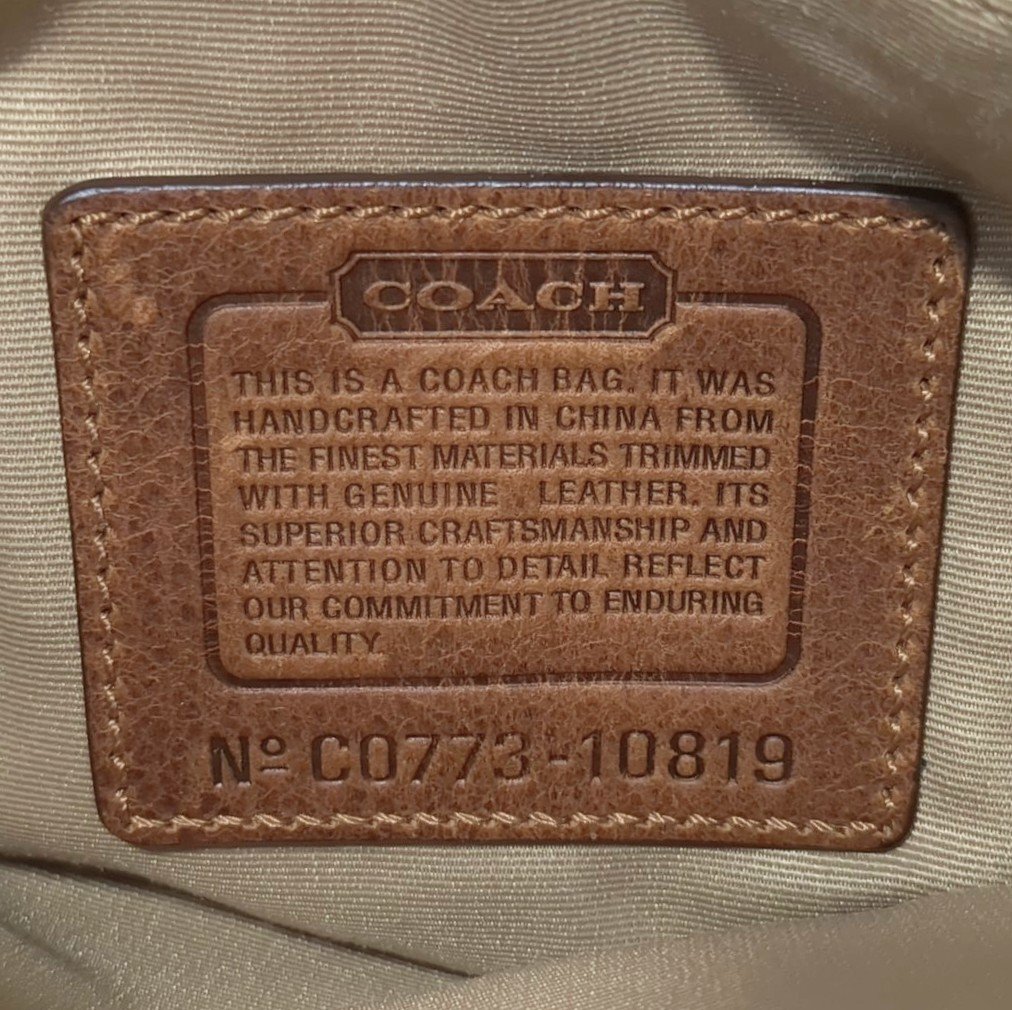 COACH
THIS IS A COACH BAG. IT WAS
HANDCRAFTED IN CHINA FROM
THE FINEST MATERIALS TRIMMED
WITH GENUINE LEATHER. ITS
SUPERIOR CRAFTSMANSHIP AND
ATTENTION TO DETAIL REFLECT
OUR COMMITMENT TO ENDURING
QUALITY.
Nº C0773-10819